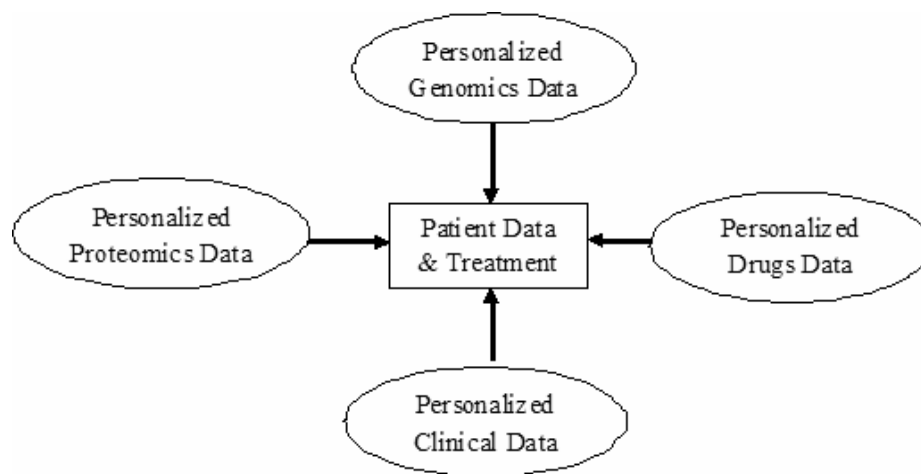 Personalized
Genomics Data
Personalized
Proteomics Data
Patient Data
& Treatment
Personalized
Drugs Data
Personalized
Clinical Data